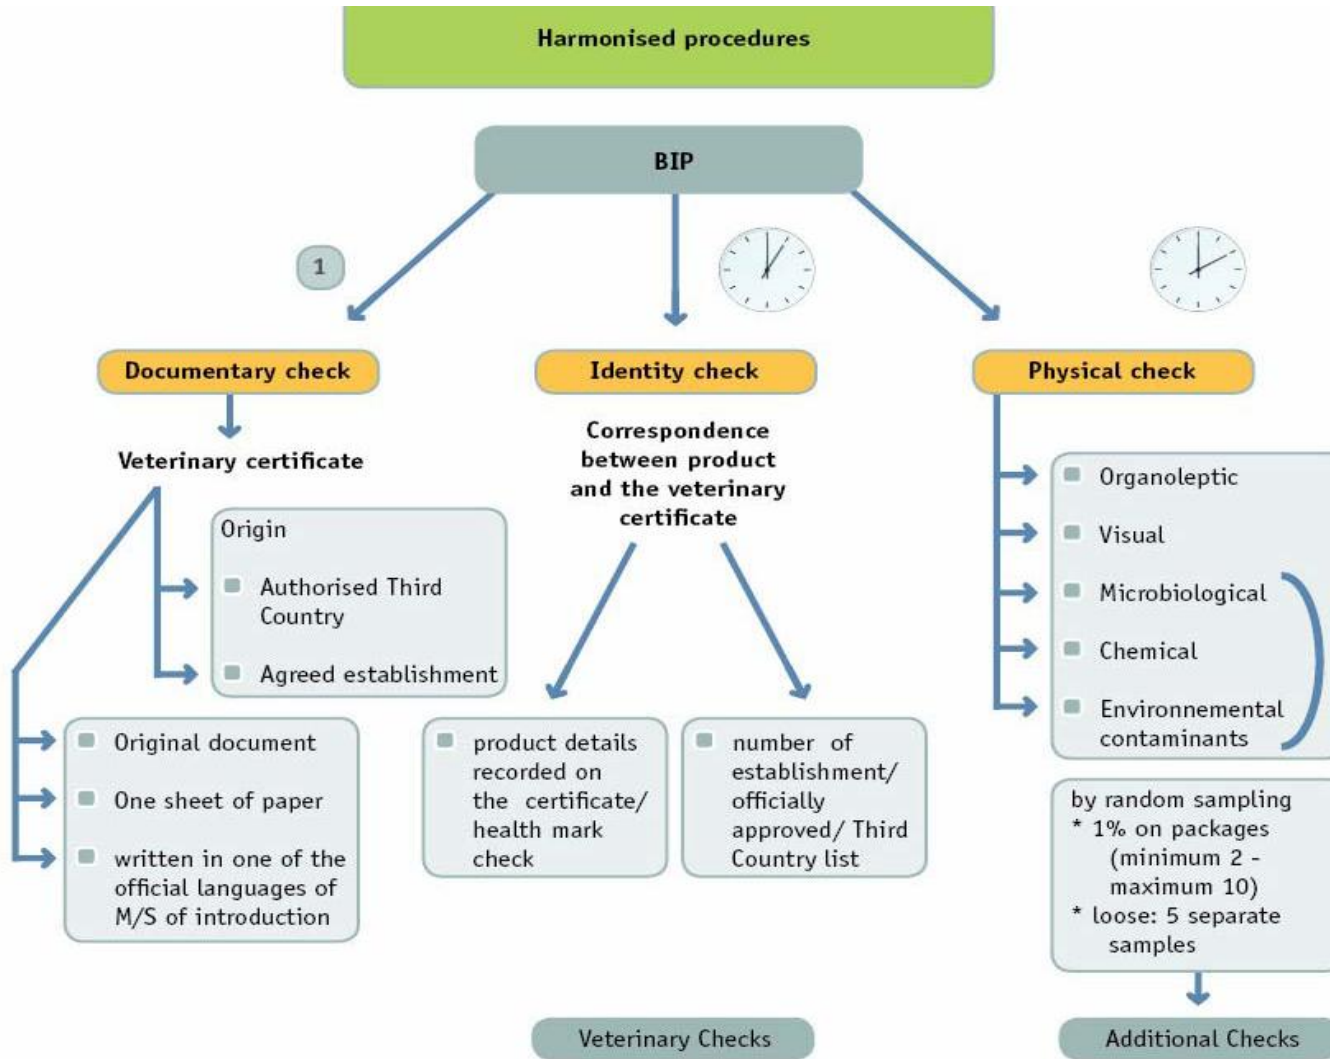 Harmonised procedures
BIP
1
Documentary check
Veterinary certificate
Origin
Authorised Third
Country
Agreed establishment
Original document
One sheet of paper
written in one of the
official languages of
M/S of introduction
Identity check
Correspondence
between product
and the veterinary
certificate
product details
recorded on
the certificate/
health mark
check
number of
establishment/
officially
approved/ Third
Country list
Physical check
Organoleptic
Visual
Microbiological
Chemical
Environnemental
contaminants
by random sampling
* 1% on packages
(minimum 2 -
maximum 10)
* loose: 5 separate
samples
Veterinary Checks
Additional Checks